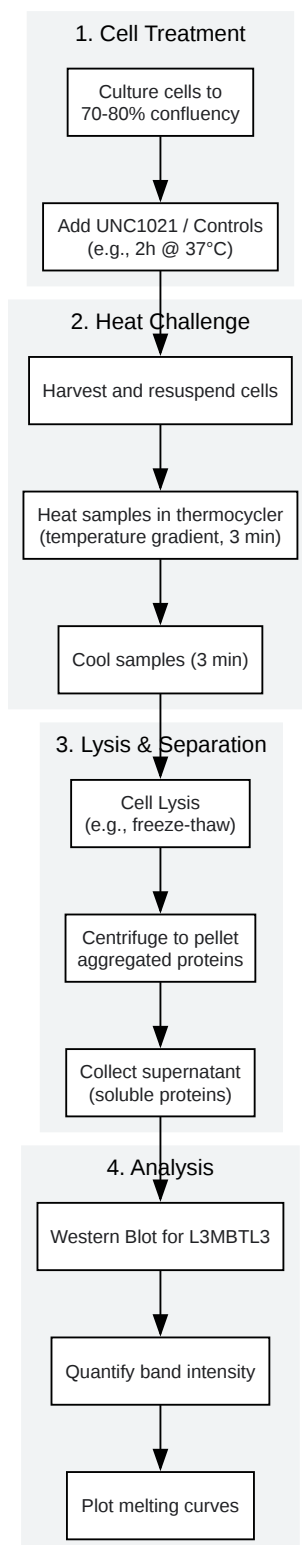 1. Cell Treatment
Culture cells to
70-80% confluency
Add UNC1021 / Controls
(e.g., 2h @ 37°C)
2. Heat Challenge
Harvest and resuspend cells
Heat samples in thermocycler
(temperature gradient, 3 min)
Cool samples (3 min)
3. Lysis & Separation
Cell Lysis
(e.g., freeze-thaw)
Centrifuge to pellet
aggregated proteins
Collect supernatant
(soluble proteins)
4. Analysis
Western Blot for L3MBTL3
Quantify band intensity
Plot melting curves